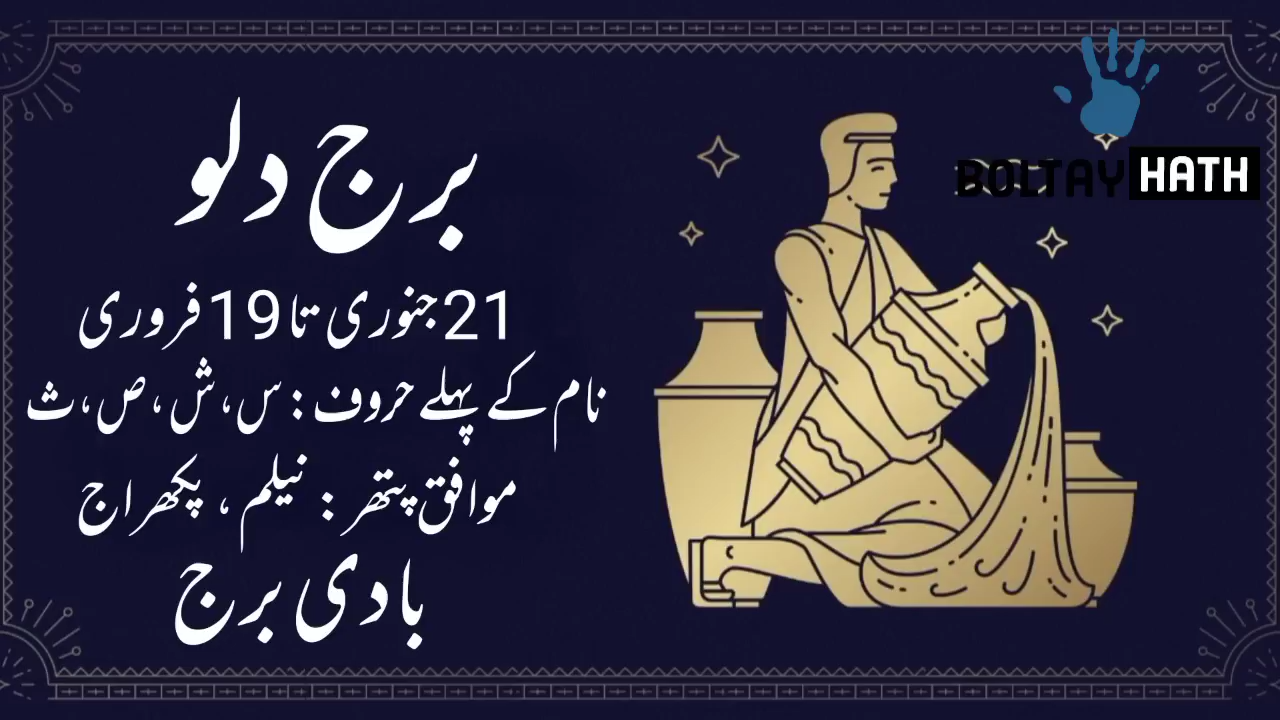 برج دلو
21 جنوری تا 19 فروری
نام کے پہلے حروف : س، ش، ص، ث
موافق پتھر : نیلم ، پکھراج
بادی برج
BOLTAY HATH